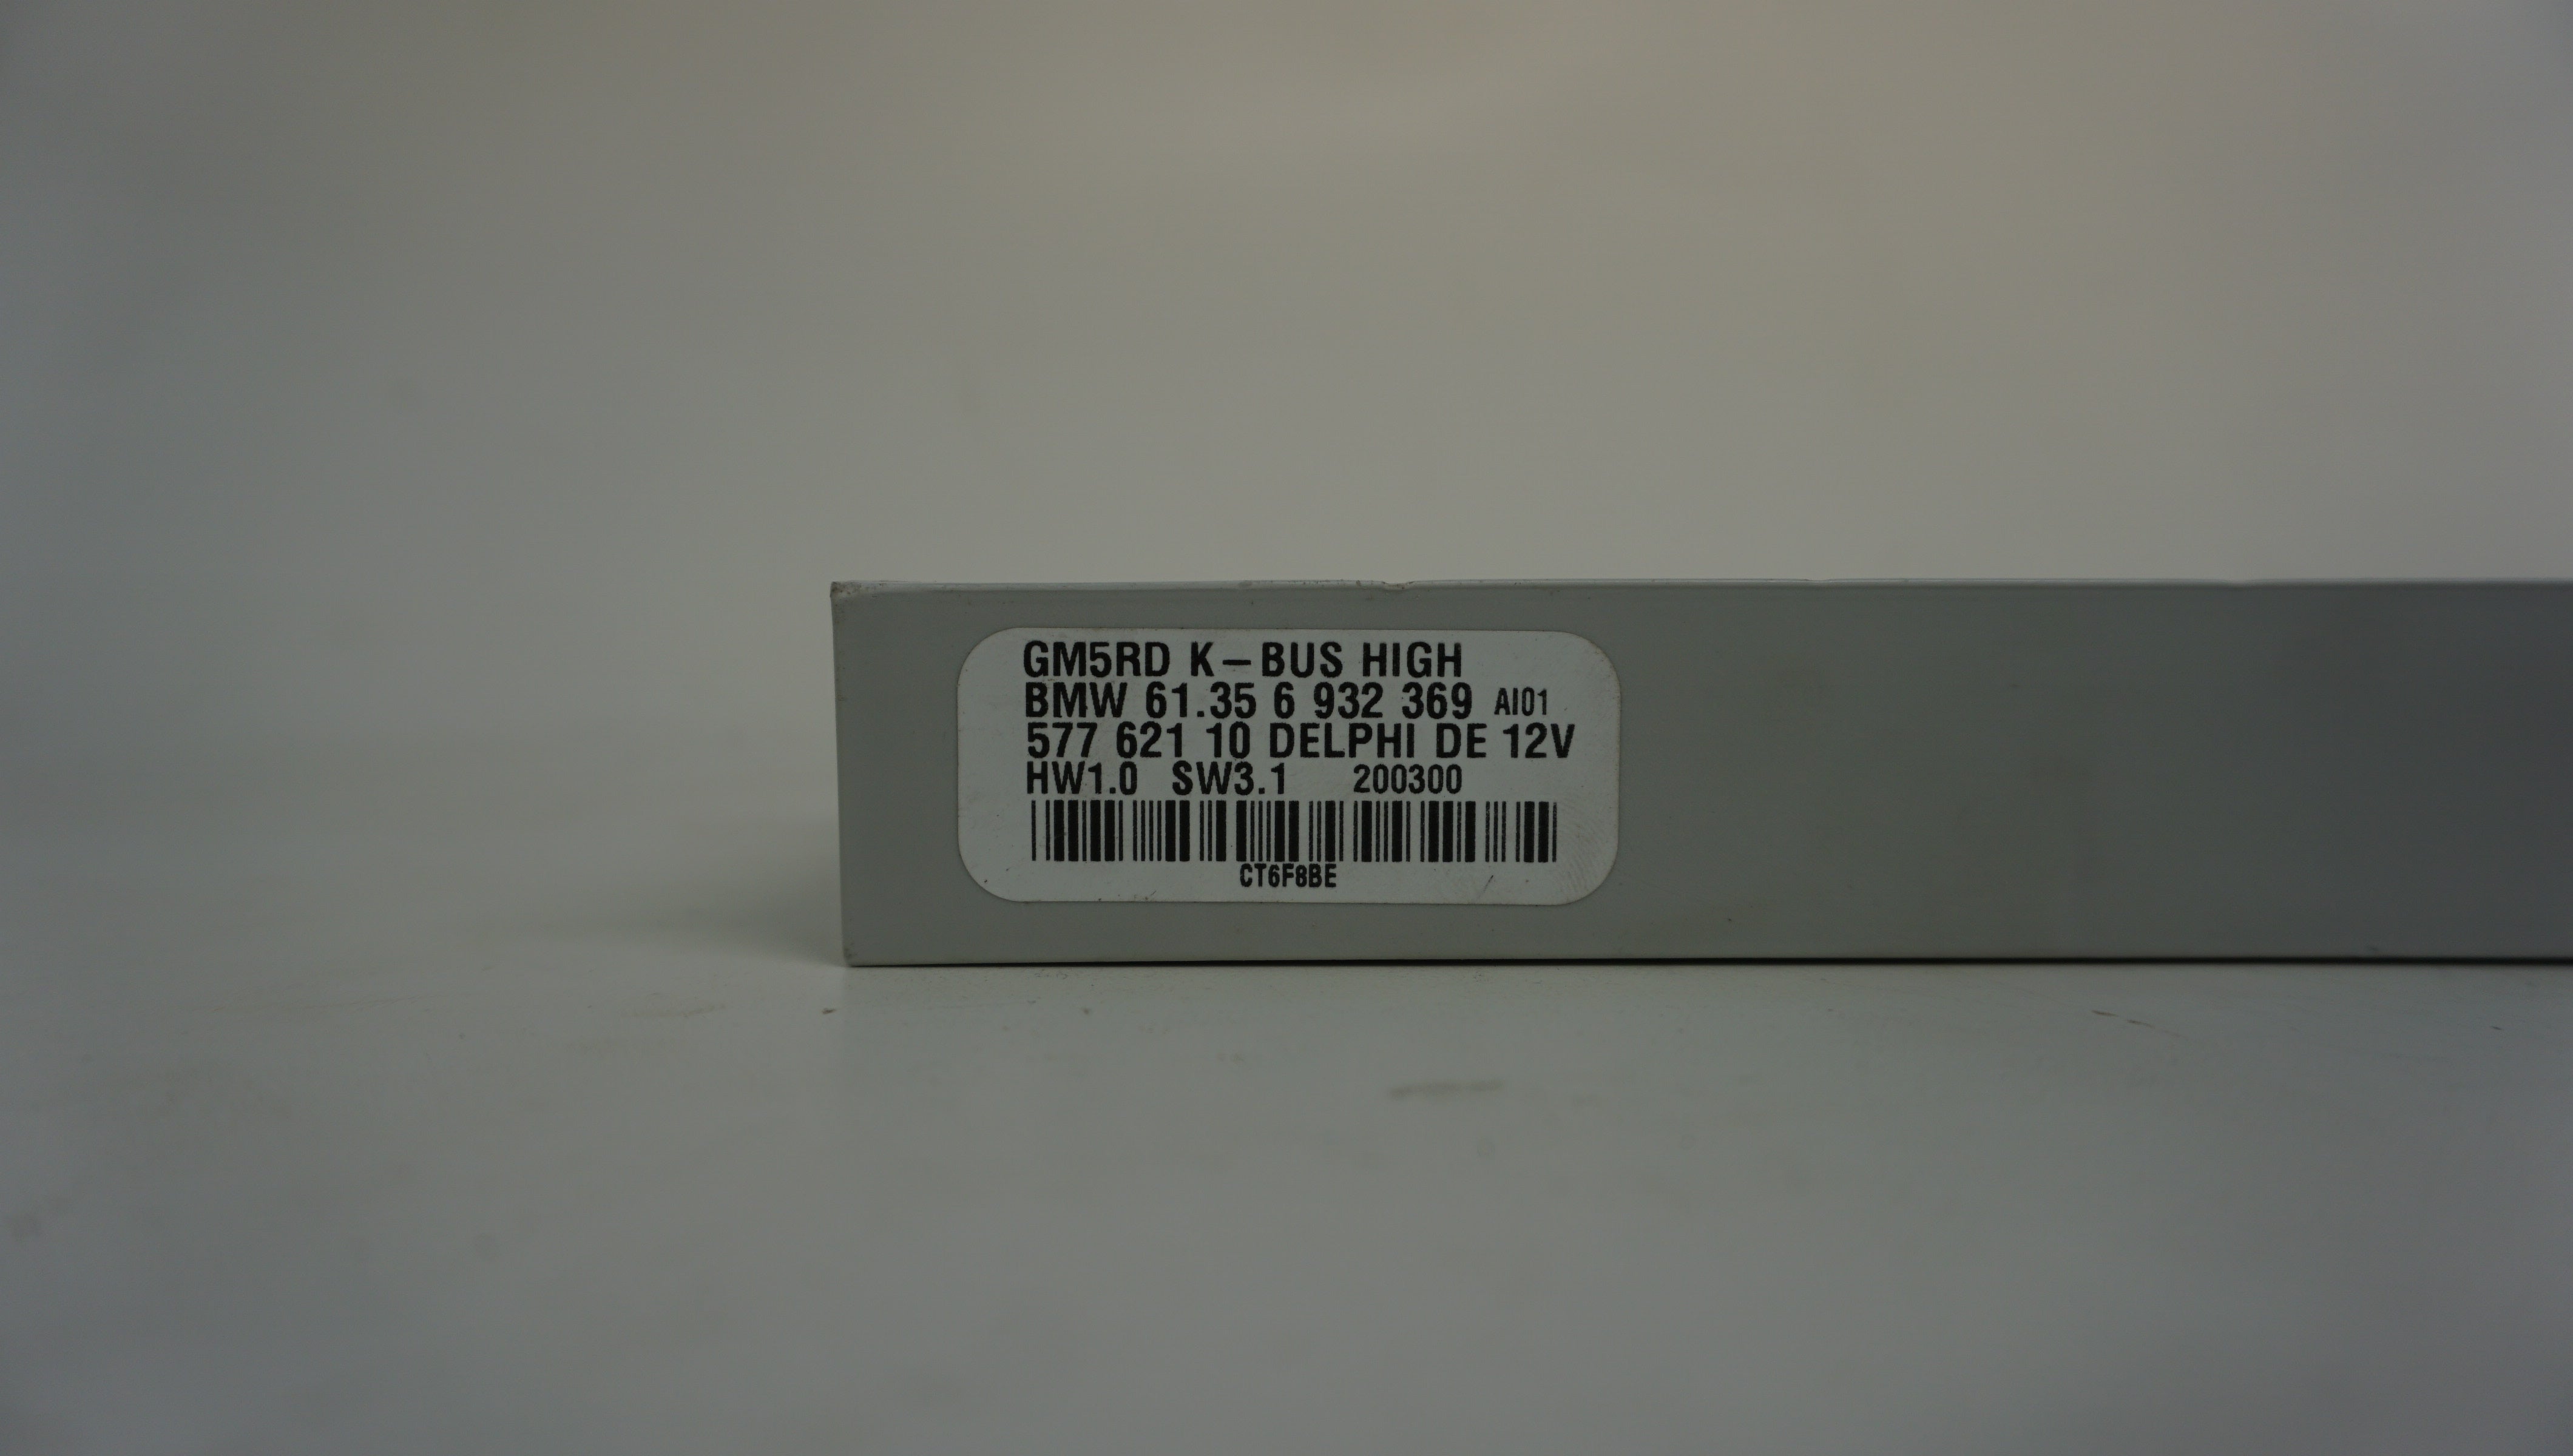 GM5RD K–BUS HIGH
BMW 61.35 6 932 369 AI01
577 621 10 DELPHI DE 12V
HW1.0 SW3.1 200300
CT6F8BE